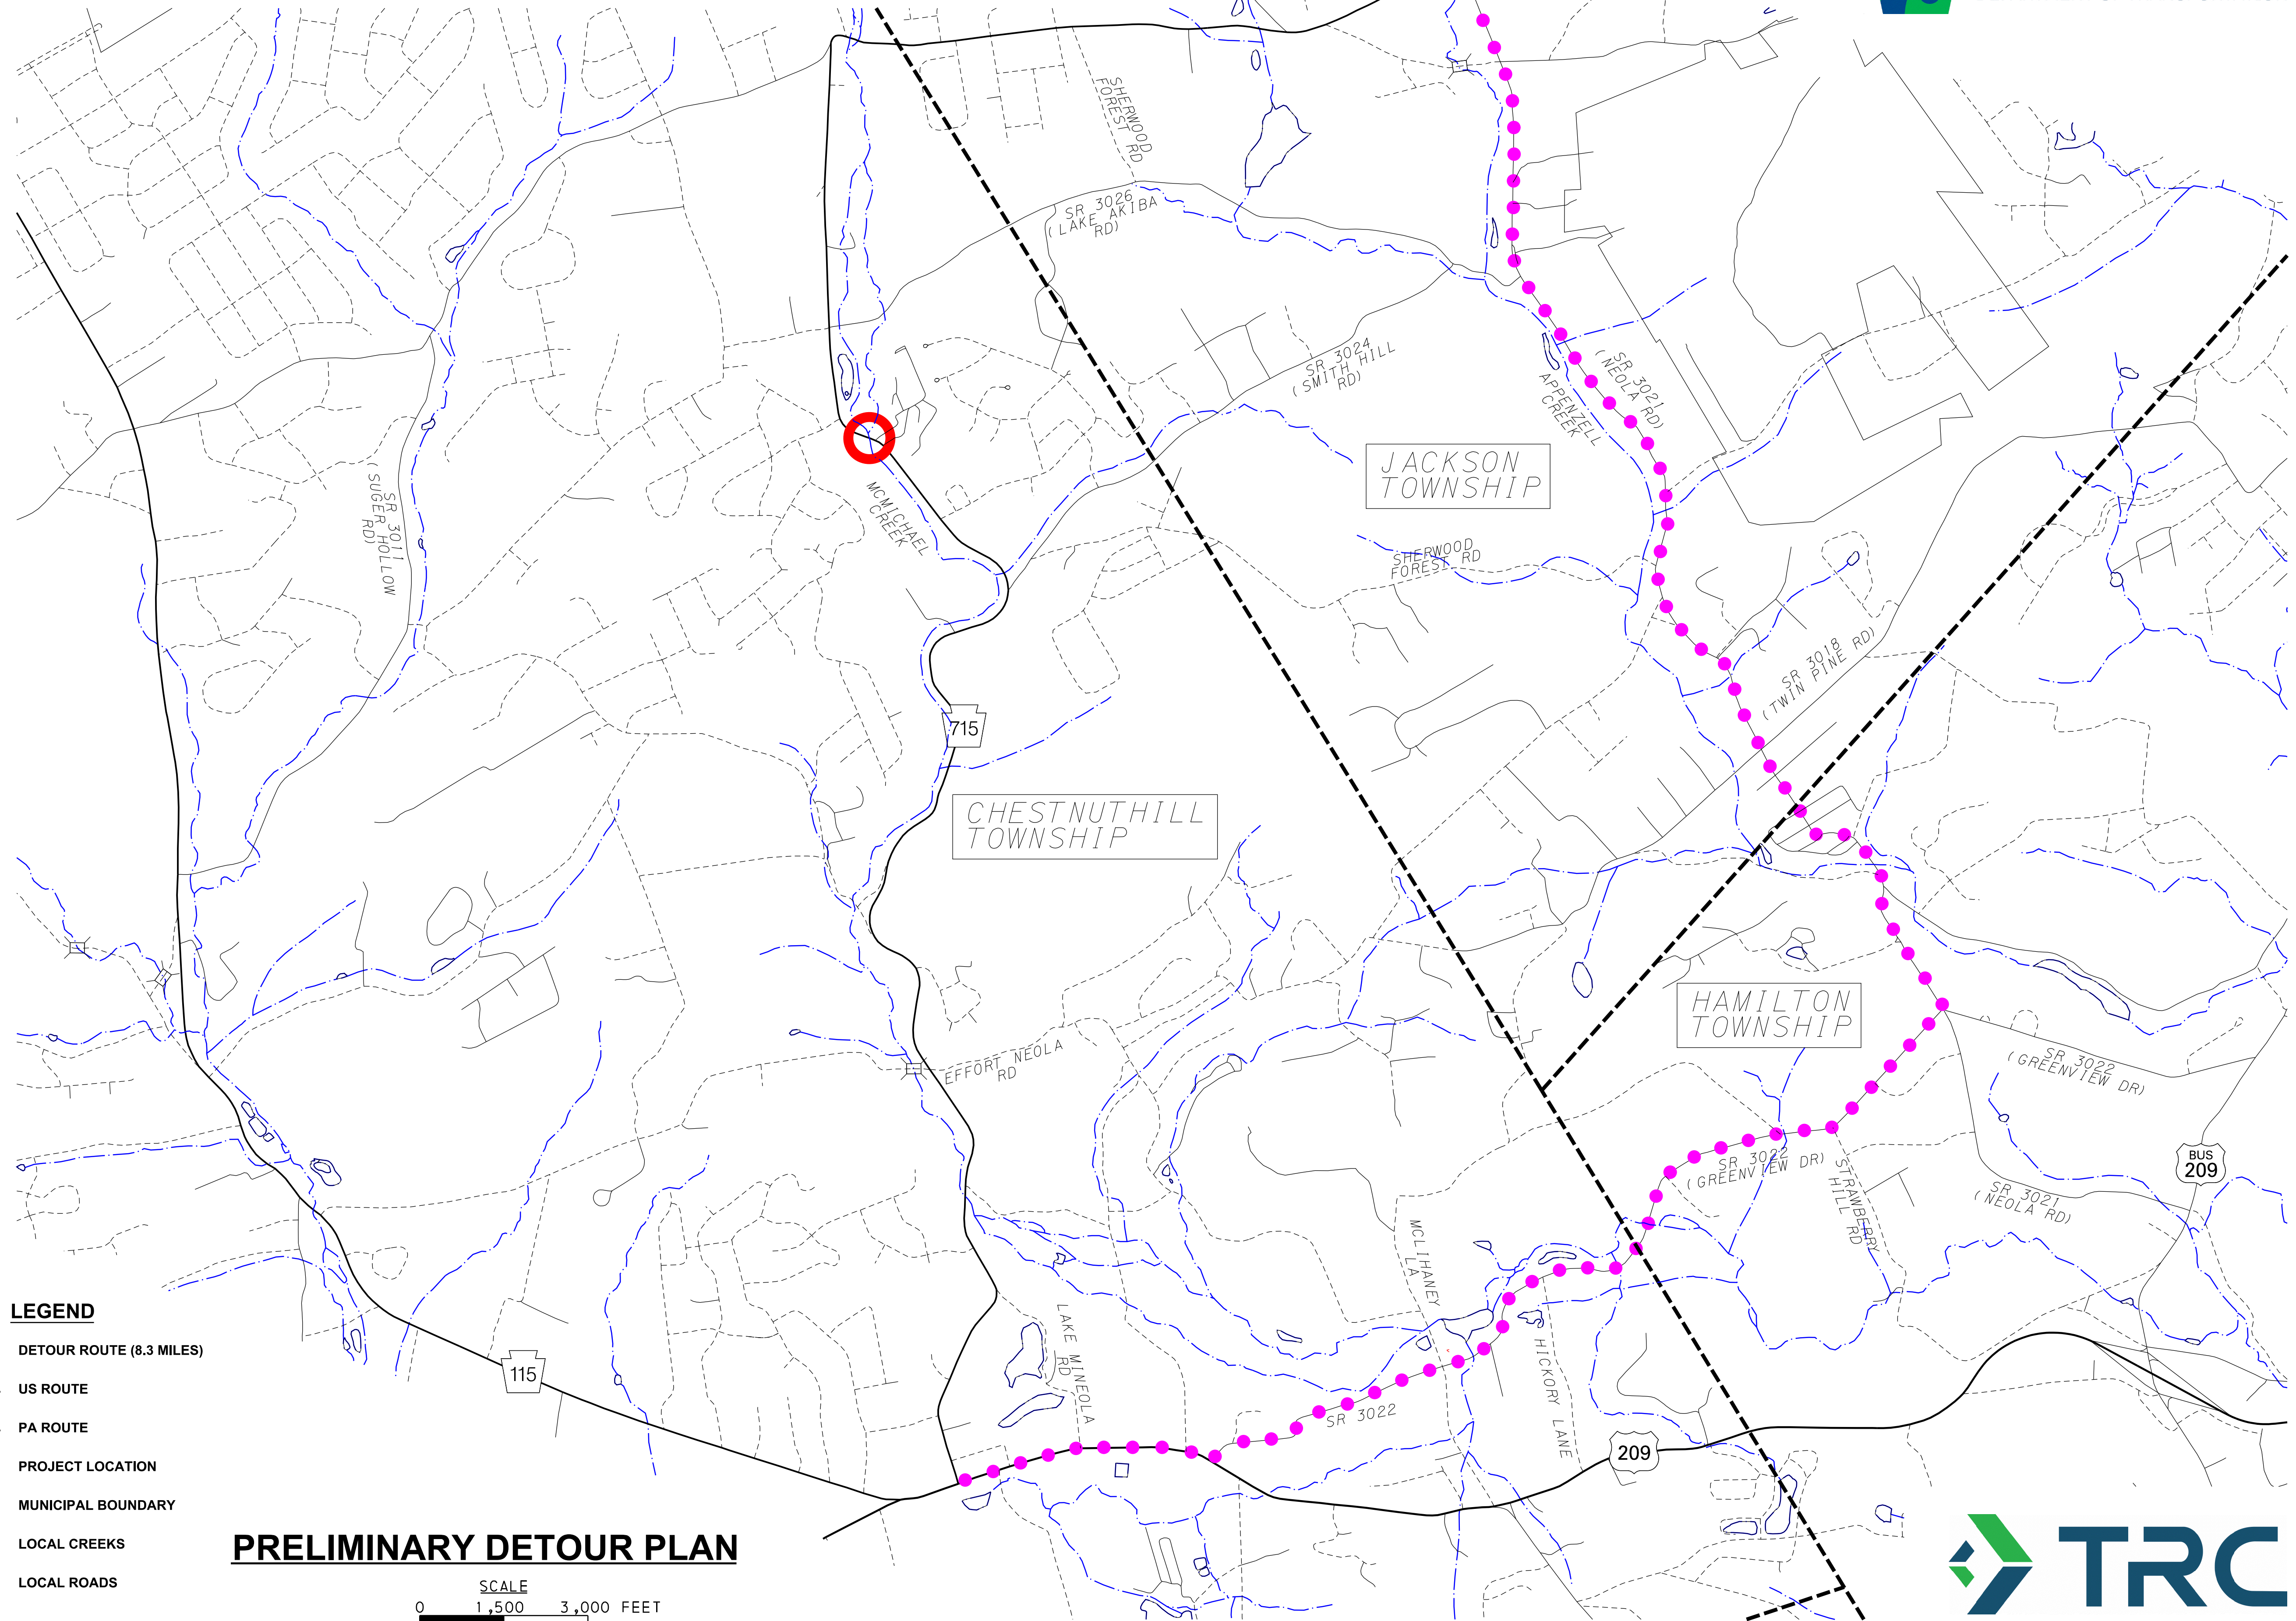 SHERWOOD
FOREST RD
SR 3026
(LAKE AKIBA
RD)
SR 3024
(SMITH HILL
RD)
SR 3021
(NEOLA RD)
APPENZELL
CREEK
JACKSON
TOWNSHIP
SR 3011
(SUGER HOLLOW
RD)
MCMICHAEL
CREEK
SHERWOOD
FOREST RD
SR 3018
(TWIN PINE RD)
715
CHESTNUTHILL
TOWNSHIP
HAMILTON
TOWNSHIP
EFFORT NEOLA
RD
SR 3022
(GREENVIEW DR)
SR 3022
(GREENVIEW DR)
STRAWBERRY
HILL RD
BUS
209
SR 3021
(NEOLA RD)
MCLIHANEY
LA
LAKE MINEOLA
RD
HICKORY LANE
SR 3022
115
209
LEGEND
DETOUR ROUTE (8.3 MILES)
US ROUTE
PA ROUTE
PROJECT LOCATION
MUNICIPAL BOUNDARY
LOCAL CREEKS
LOCAL ROADS
PRELIMINARY DETOUR PLAN
SCALE
0 1,500 3,000 FEET
TRC